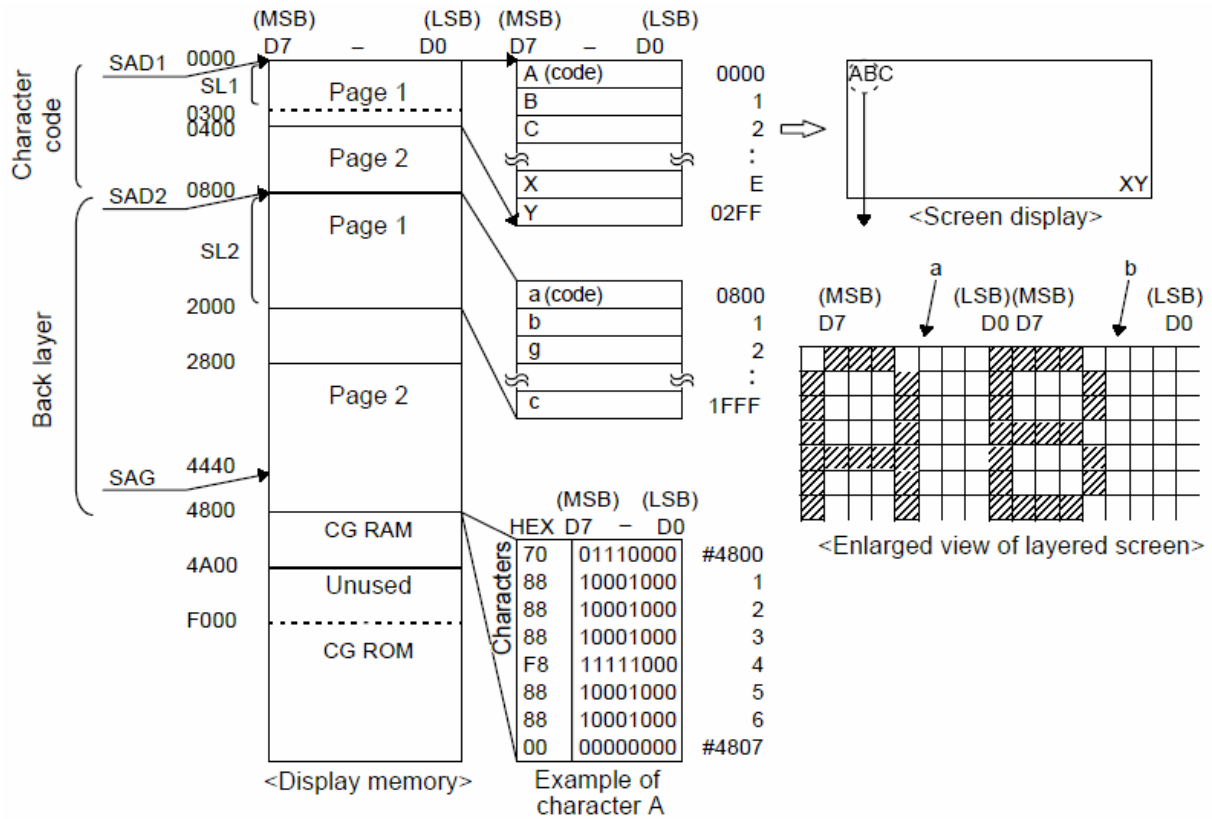 (MSB) (LSB) (MSB) (LSB)
D7 – D0 D7 – D0
SAD1 0000
SL1
0300
0400
SAD2 0800
SL2
2000
2800
4440
SAG
4800
4A00
F000
Character
code
Back layer
Page 1
Page 2
Page 1
Page 2
CG RAM
Unused
CG ROM
<Display memory>
A (code) 0000
B 1
C 2
:
X E
Y 02FF
a (code) 0800
b 1
g 2
:
c 1FFF
ABC
XY
<Screen display>
a b
(MSB) (LSB)(MSB) (LSB)
D7 D0 D7 D0
<Enlarged view of layered screen>
(MSB) (LSB)
HEX D7 – D0
Characters
70 01110000 #4800
88 10001000 1
88 10001000 2
88 10001000 3
F8 11111000 4
88 10001000 5
88 10001000 6
00 00000000 #4807
Example of
character A